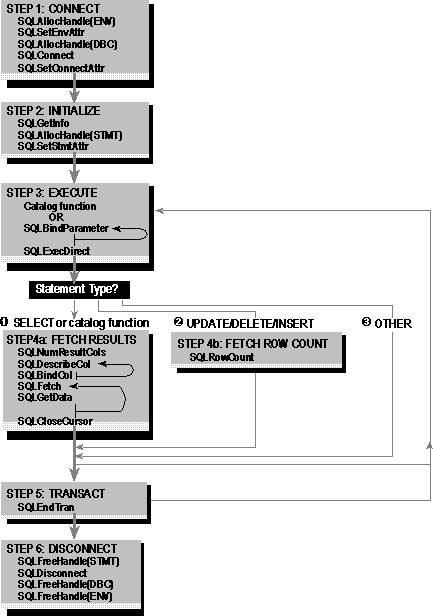 STEP 1: CONNECT
SQLAllocHandle(ENV)
SQLSetEnvAttr
SQLAllocHandle(DBC)
SQLConnect
SQLSetConnectAttr
STEP 2: INITIALIZE
SQLGetInfo
SQLAllocHandle(STMT)
SQLSetStmtAttr
STEP 3: EXECUTE
Catalog function
OR
SQLBindParameter
SQLExecDirect
Statement Type?
1 SELECT or catalog function
2 UPDATE/DELETE/INSERT
3 OTHER
STEP4a: FETCH RESULTS
SQLNumResultCols
SQLDescribeCol
SQLBindCol
SQLFetch
SQLGetData
SQLCloseCursor
STEP 4b: FETCH ROW COUNT
SQLRowCount
STEP 5: TRANSACT
SQLEndTran
STEP 6: DISCONNECT
SQLFreeHandle(STMT)
SQLDisconnect
SQLFreeHandle(DBC)
SQLFreeHandle(ENV)